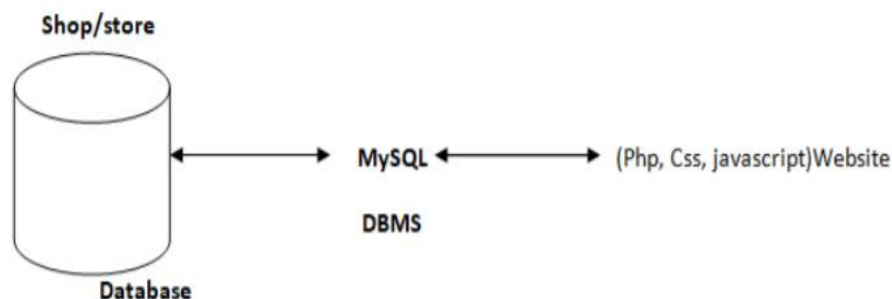 Shop/store
MySQL
(Php, Css, javascript)Website
DBMS
Database